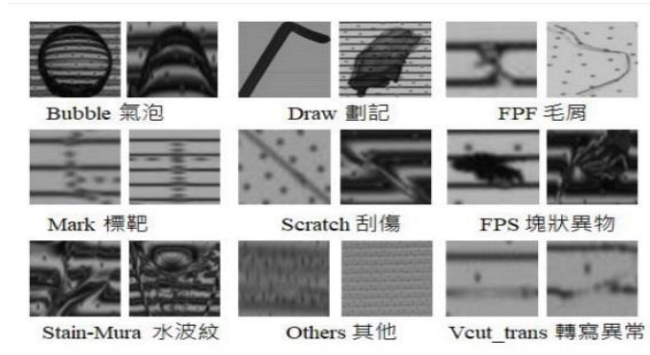 Bubble 氣泡
Draw 劃記
FPF 毛屑
Mark 標靶
Scratch 刮傷
FPS 塊狀異物
Stain-Mura 水波紋
Others 其他
Vcut_trans 轉寫異常